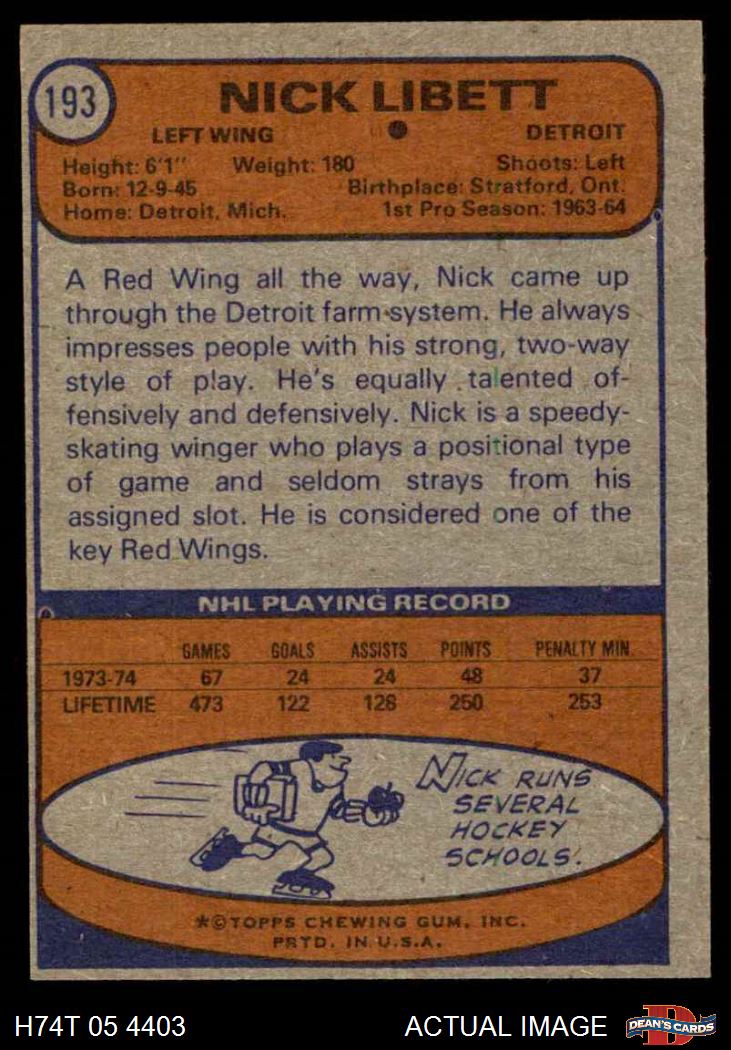 193
NICK LIBETT
LEFT WING DETROIT
Height: 6'1" Weight: 180 Shoots: Left
Born: 12-9-45 Birthplace: Stratford, Ont.
Home: Detroit, Mich. 1st Pro Season: 1963-64
A Red Wing all the way, Nick came up
through the Detroit farm system. He always
impresses people with his strong, two-way
style of play. He's equally talented of-
fensively and defensively. Nick is a speedy-
skating winger who plays a positional type
of game and seldom strays from his
assigned slot. He is considered one of the
key Red Wings.
NHL PLAYING RECORD
GAMES GOALS ASSISTS POINTS PENALTY MIN.
1973-74 67 24 24 48 37
LIFETIME 473 122 128 250 253
NICK RUNS
SEVERAL
HOCKEY
SCHOOLS.
*©TOPPS CHEWING GUM, INC.
PRTD. IN U.S.A.
H74T 05 4403 ACTUAL IMAGE D DEAN'S CARDS